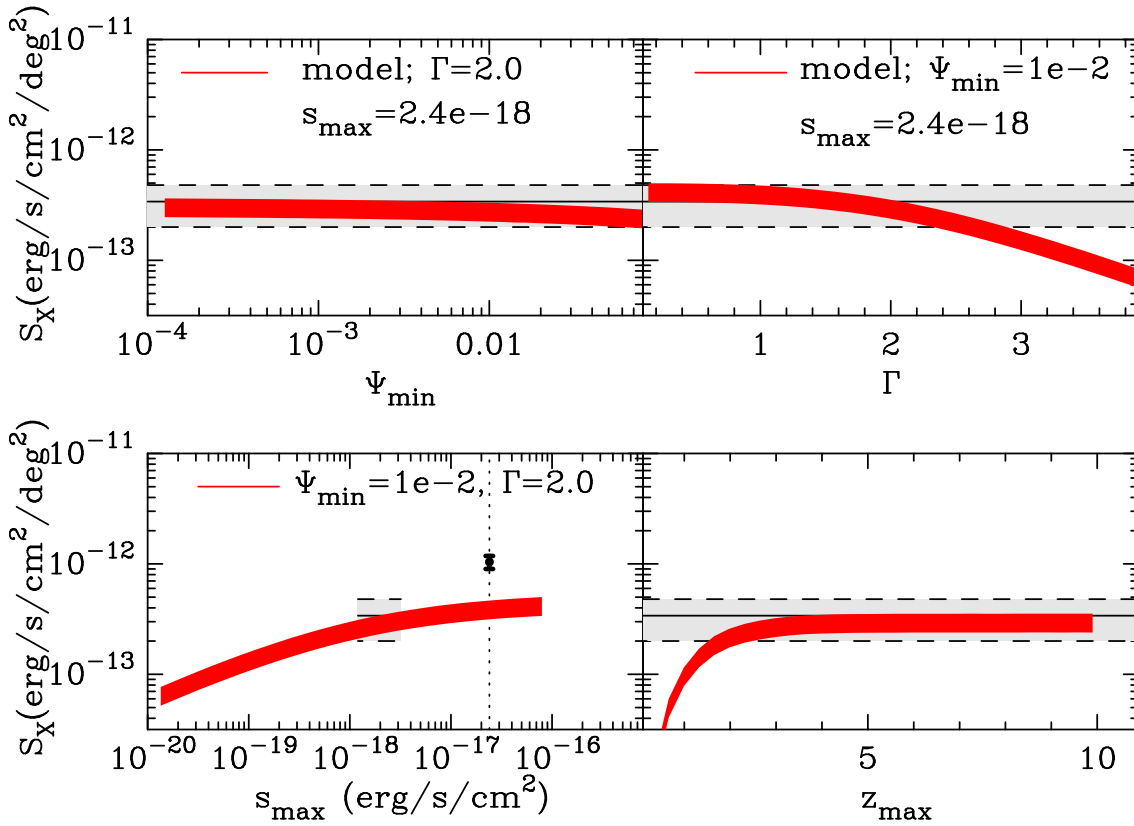 S_X(erg/s/cm^2/deg^2)
10^-11
10^-12
10^-13
model; Γ=2.0
s_max=2.4e−18
model; Ψ_min=1e−2
s_max=2.4e−18
10^-4 10^-3 0.01
Ψ_min
1 2 3
Γ
S_X(erg/s/cm^2/deg^2)
10^-11
10^-12
10^-13
Ψ_min=1e−2, Γ=2.0
10^-20 10^-19 10^-18 10^-17 10^-16
s_max (erg/s/cm^2)
5 10
z_max